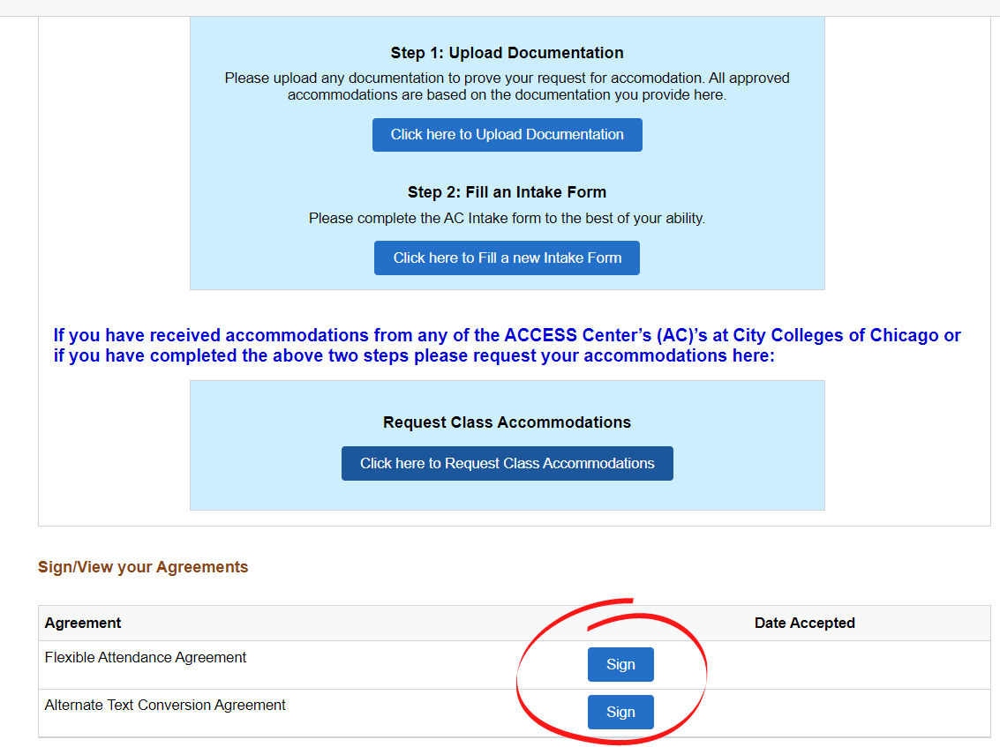 Step 1: Upload Documentation
Please upload any documentation to prove your request for accomodation. All approved
accommodations are based on the documentation you provide here.
Click here to Upload Documentation
Step 2: Fill an Intake Form
Please complete the AC Intake form to the best of your ability.
Click here to Fill a new Intake Form
If you have received accommodations from any of the ACCESS Center’s (AC)’s at City Colleges of Chicago or
if you have completed the above two steps please request your accommodations here:
Request Class Accommodations
Click here to Request Class Accommodations
Sign/View your Agreements
Agreement Date Accepted
Flexible Attendance Agreement Sign
Alternate Text Conversion Agreement Sign